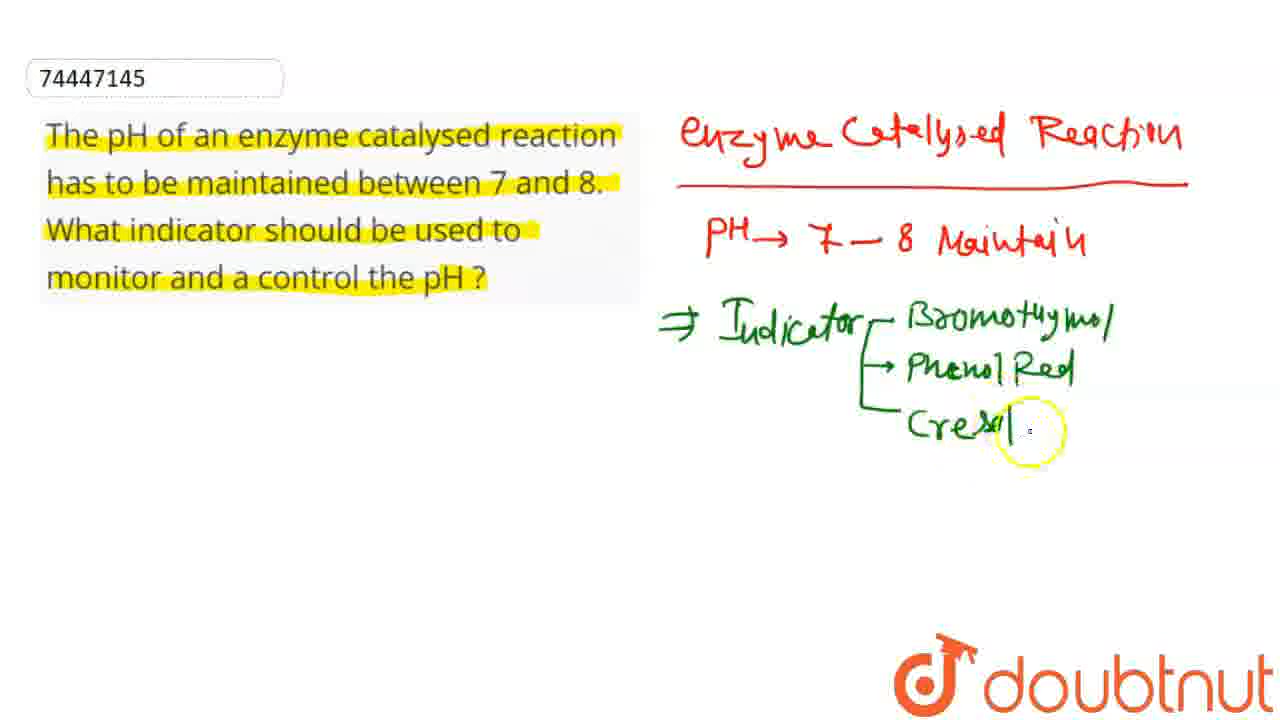 74447145
The pH of an enzyme catalysed reaction
has to be maintained between 7 and 8.
What indicator should be used to
monitor and a control the pH ?
Enzyme Catalysed Reaction
PH → 7 — 8 Maintain
⇒ Indicator Bromothymol
→ Phenol Red
Cresol
doubtnut